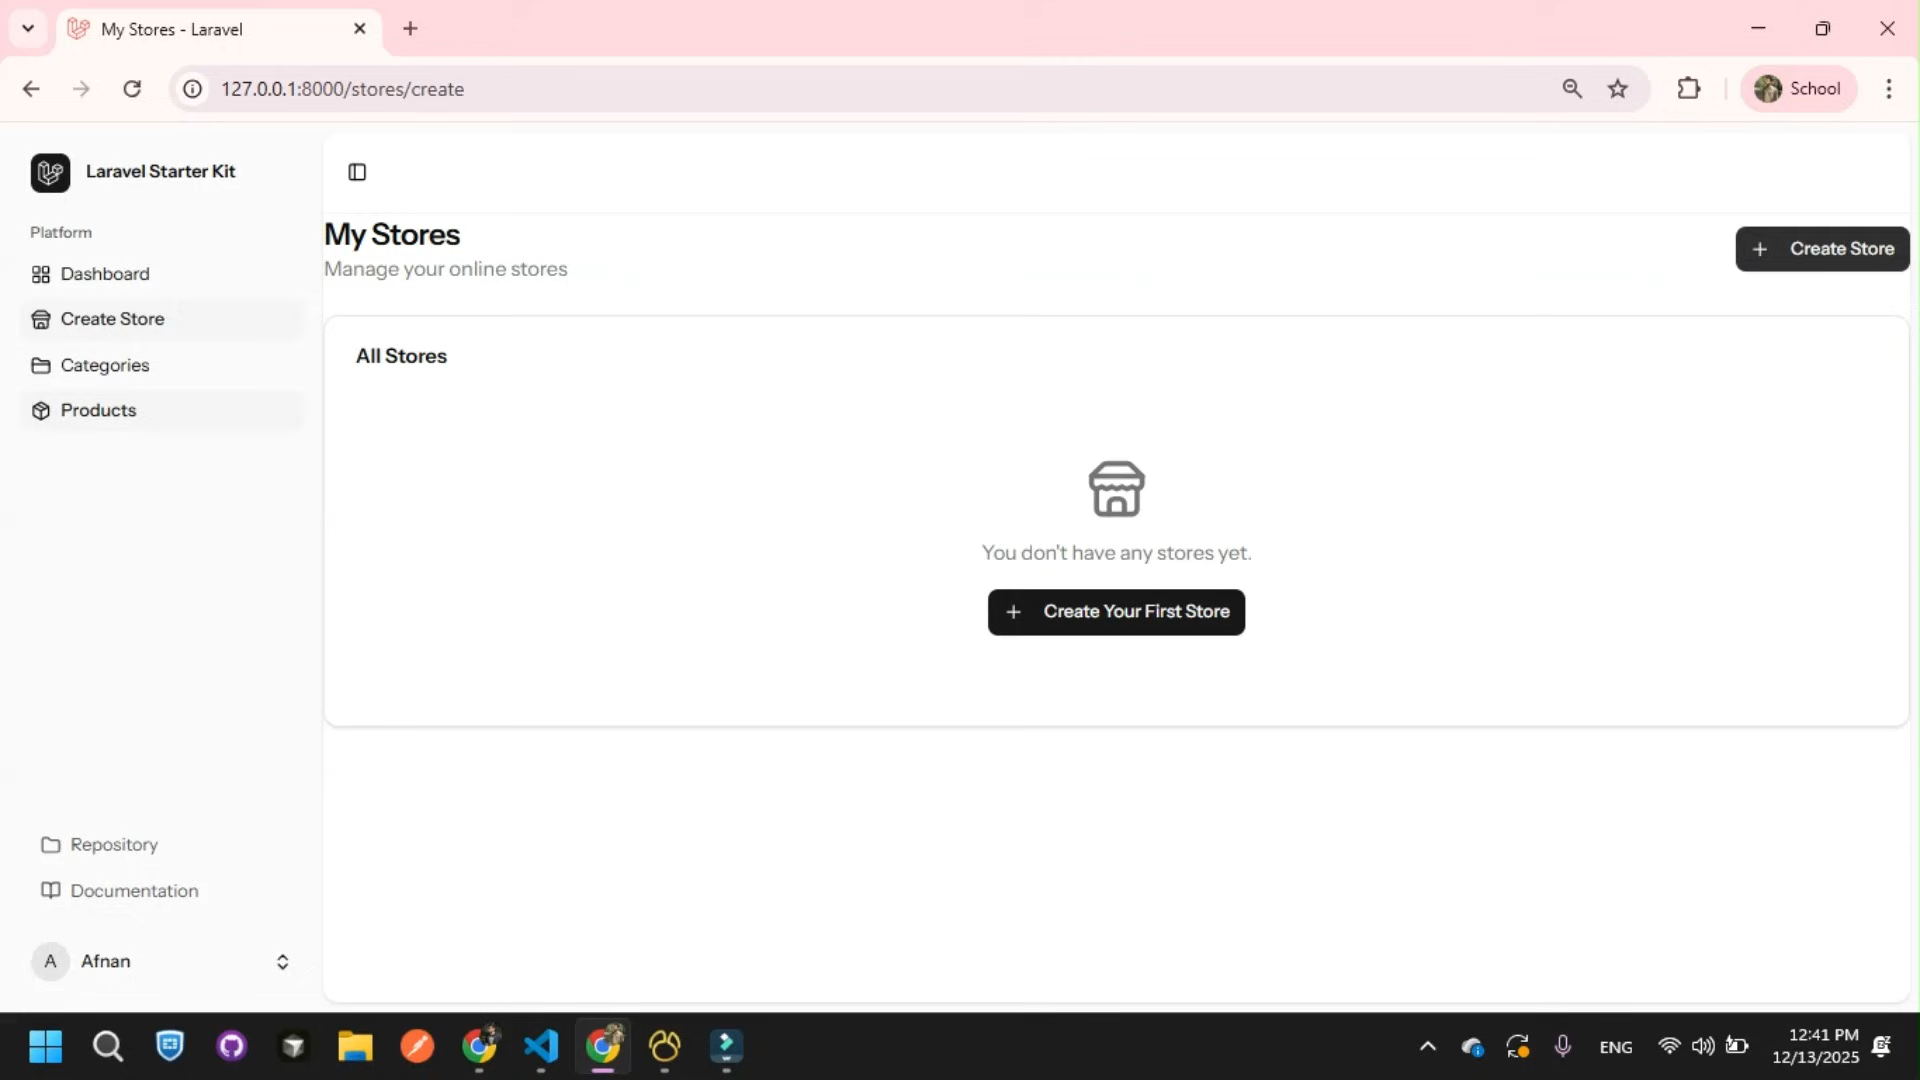 My Stores - Laravel
127.0.0.1:8000/stores/create
School
Laravel Starter Kit
Platform
Dashboard
Create Store
Categories
Products
My Stores
Manage your online stores
Create Store
All Stores
You don't have any stores yet.
Create Your First Store
Repository
Documentation
A
Afnan
ENG
12:41 PM
12/13/2025